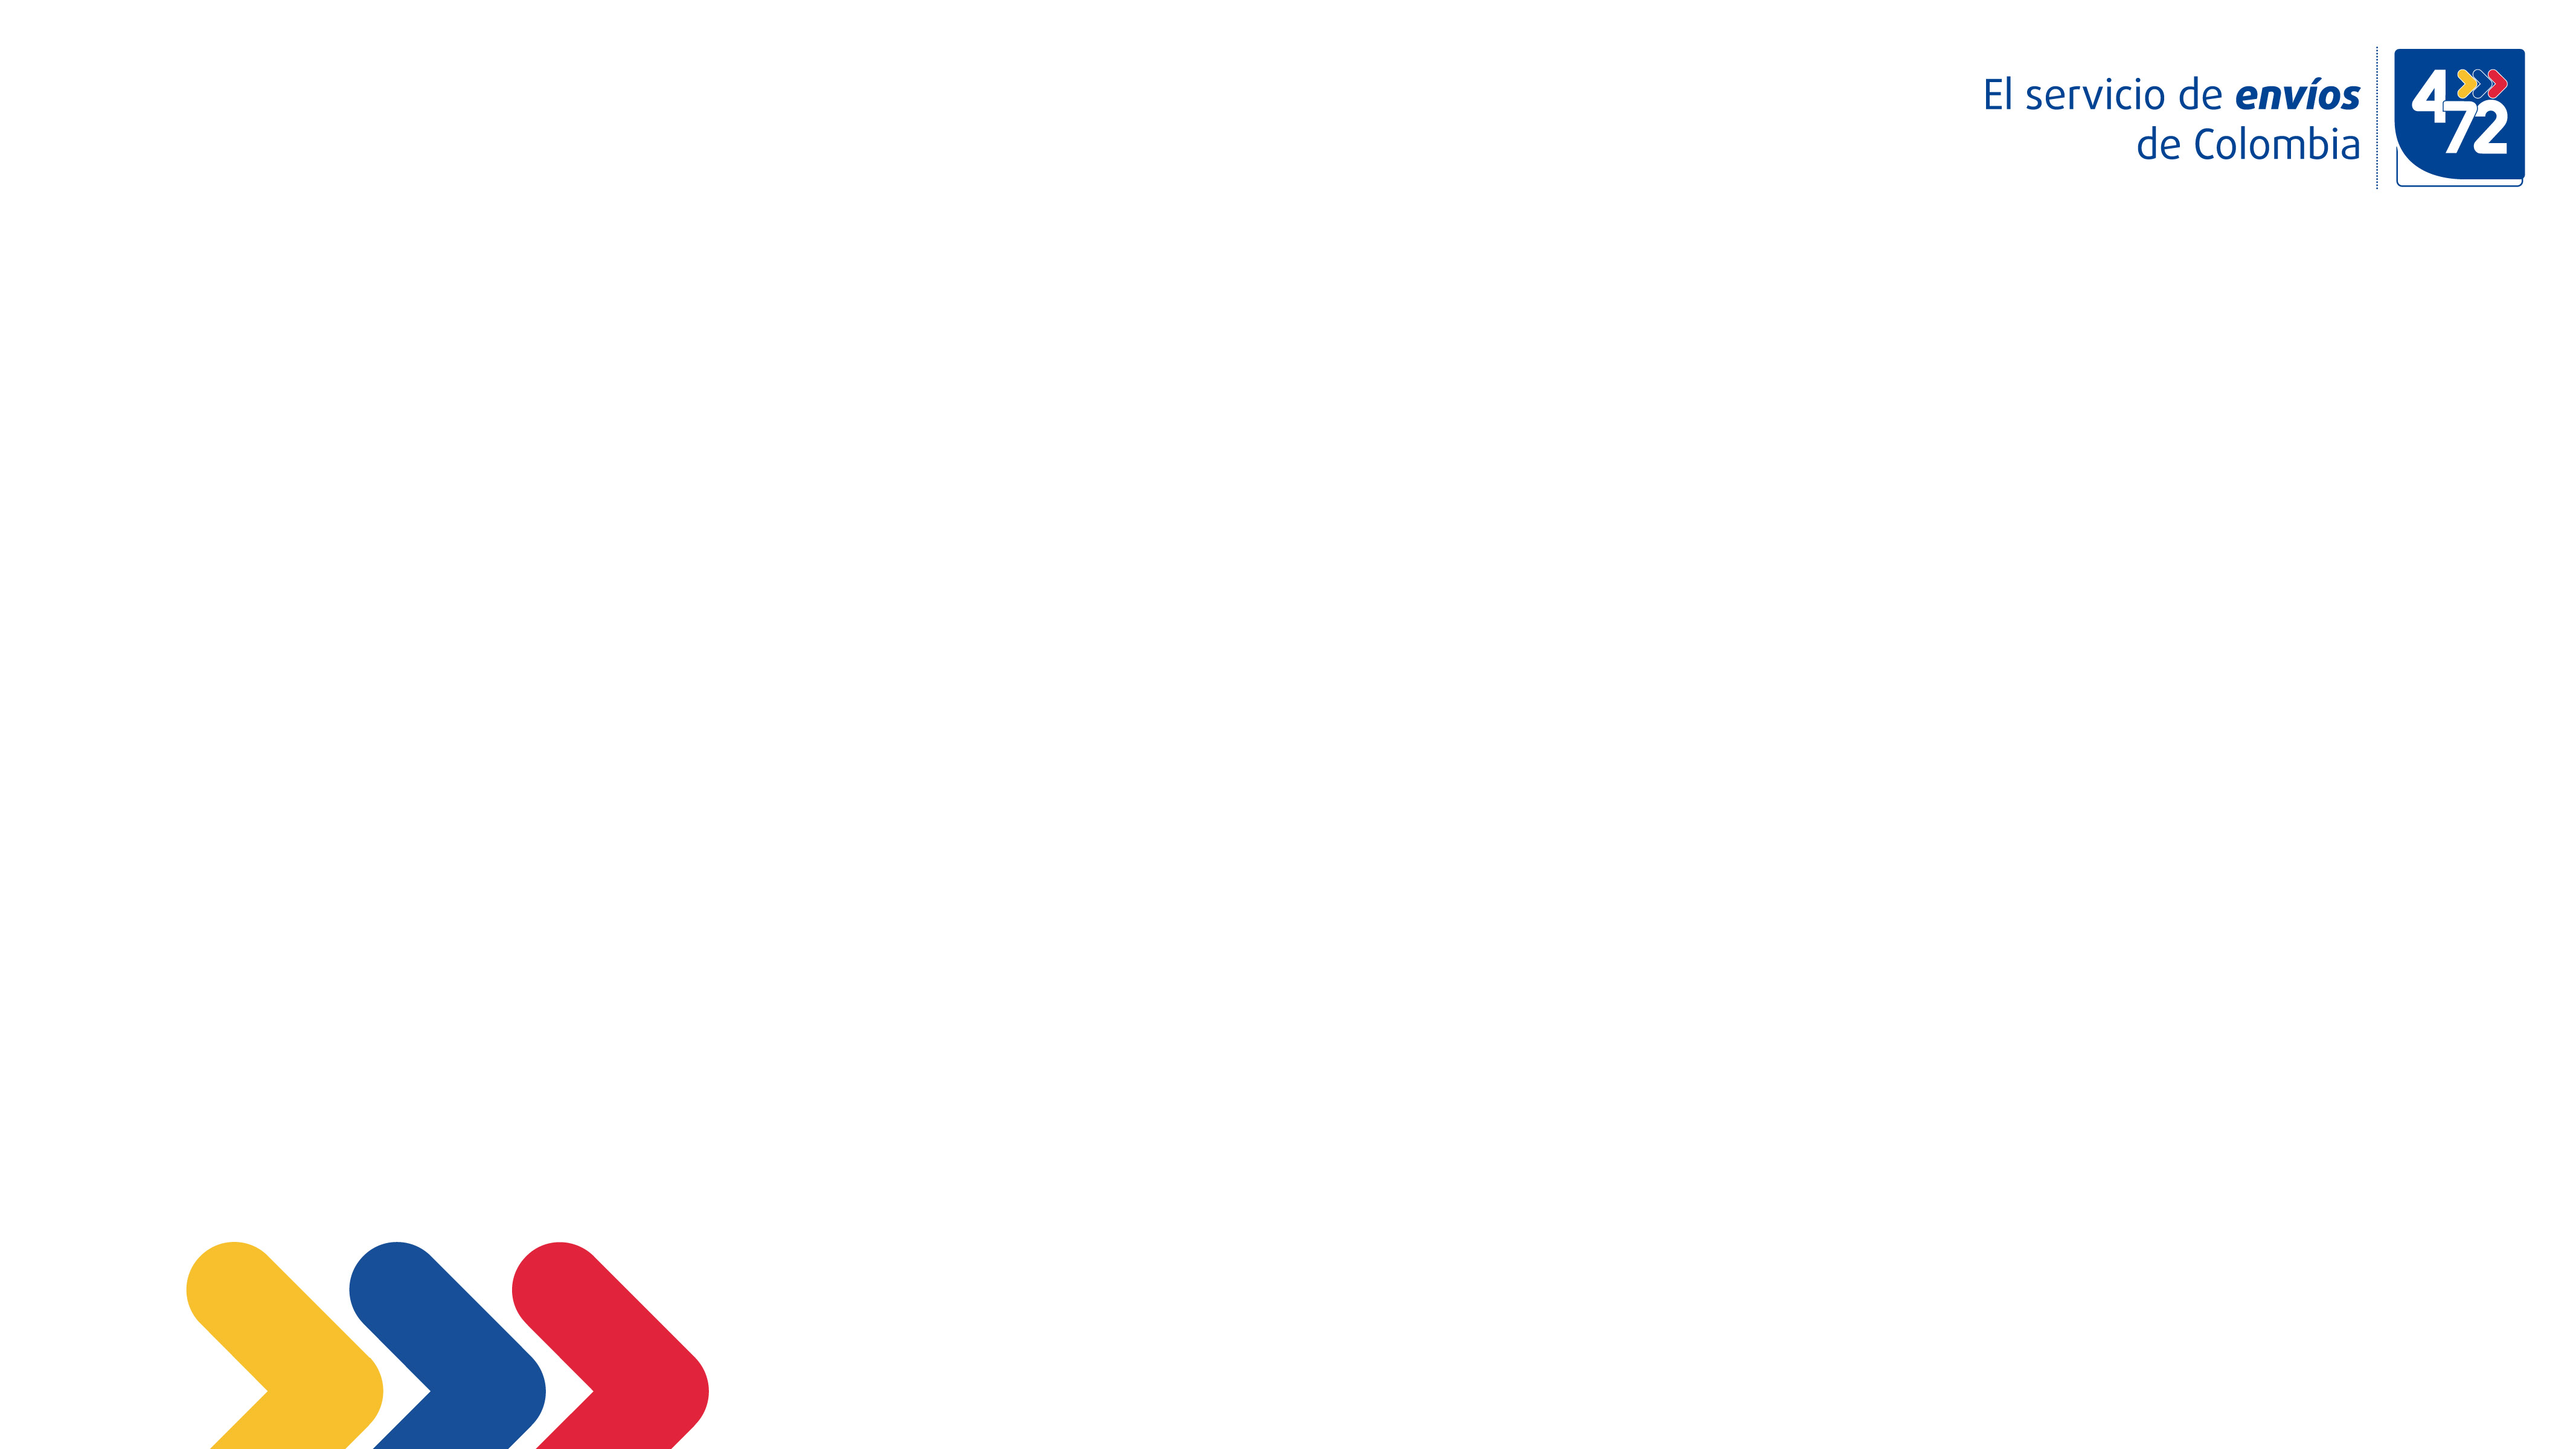 El servicio de envíos
de Colombia
472